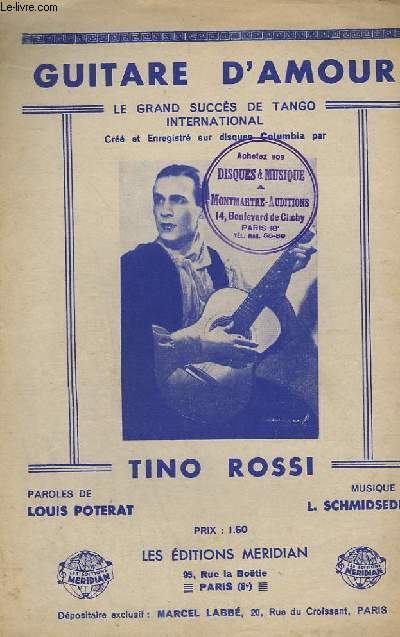 www.Le-Livre.com
GUITARE D'AMOUR
LE GRAND SUCCÈS DE TANGO
INTERNATIONAL
Créé et Enregistré sur disques Columbia par
Achetez vos
DISQUES & MUSIQUE
A
MONTMARTRE-AUDITIONS
14, Boulevard de Clichy
PARIS-18e
TINO ROSSI
PAROLES DE
LOUIS POTERAT
MUSIQUE
L. SCHMIDSED
PRIX : 1.50
LES ÉDITIONS MERIDIAN
95, Rue la Boëtie
PARIS (8e)
LES EDITIONS
MERIDIAN
LES EDITIONS
MERIDIAN
Dépositaire exclusif : MARCEL LABBÉ, 20, Rue du Croissant, PARIS